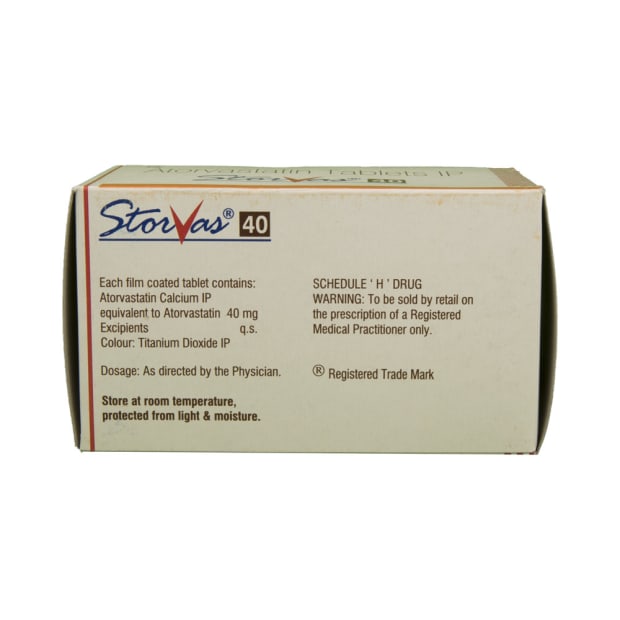 Atorvastatin Tablets IP
StorVas® 40
StorVas® 40
Each film coated tablet contains:
Atorvastatin Calcium IP
equivalent to Atorvastatin 40 mg
Excipients q.s.
Colour: Titanium Dioxide IP
Dosage: As directed by the Physician.
Store at room temperature,
protected from light & moisture.
SCHEDULE ' H ' DRUG
WARNING: To be sold by retail on
the prescription of a Registered
Medical Practitioner only.
® Registered Trade Mark